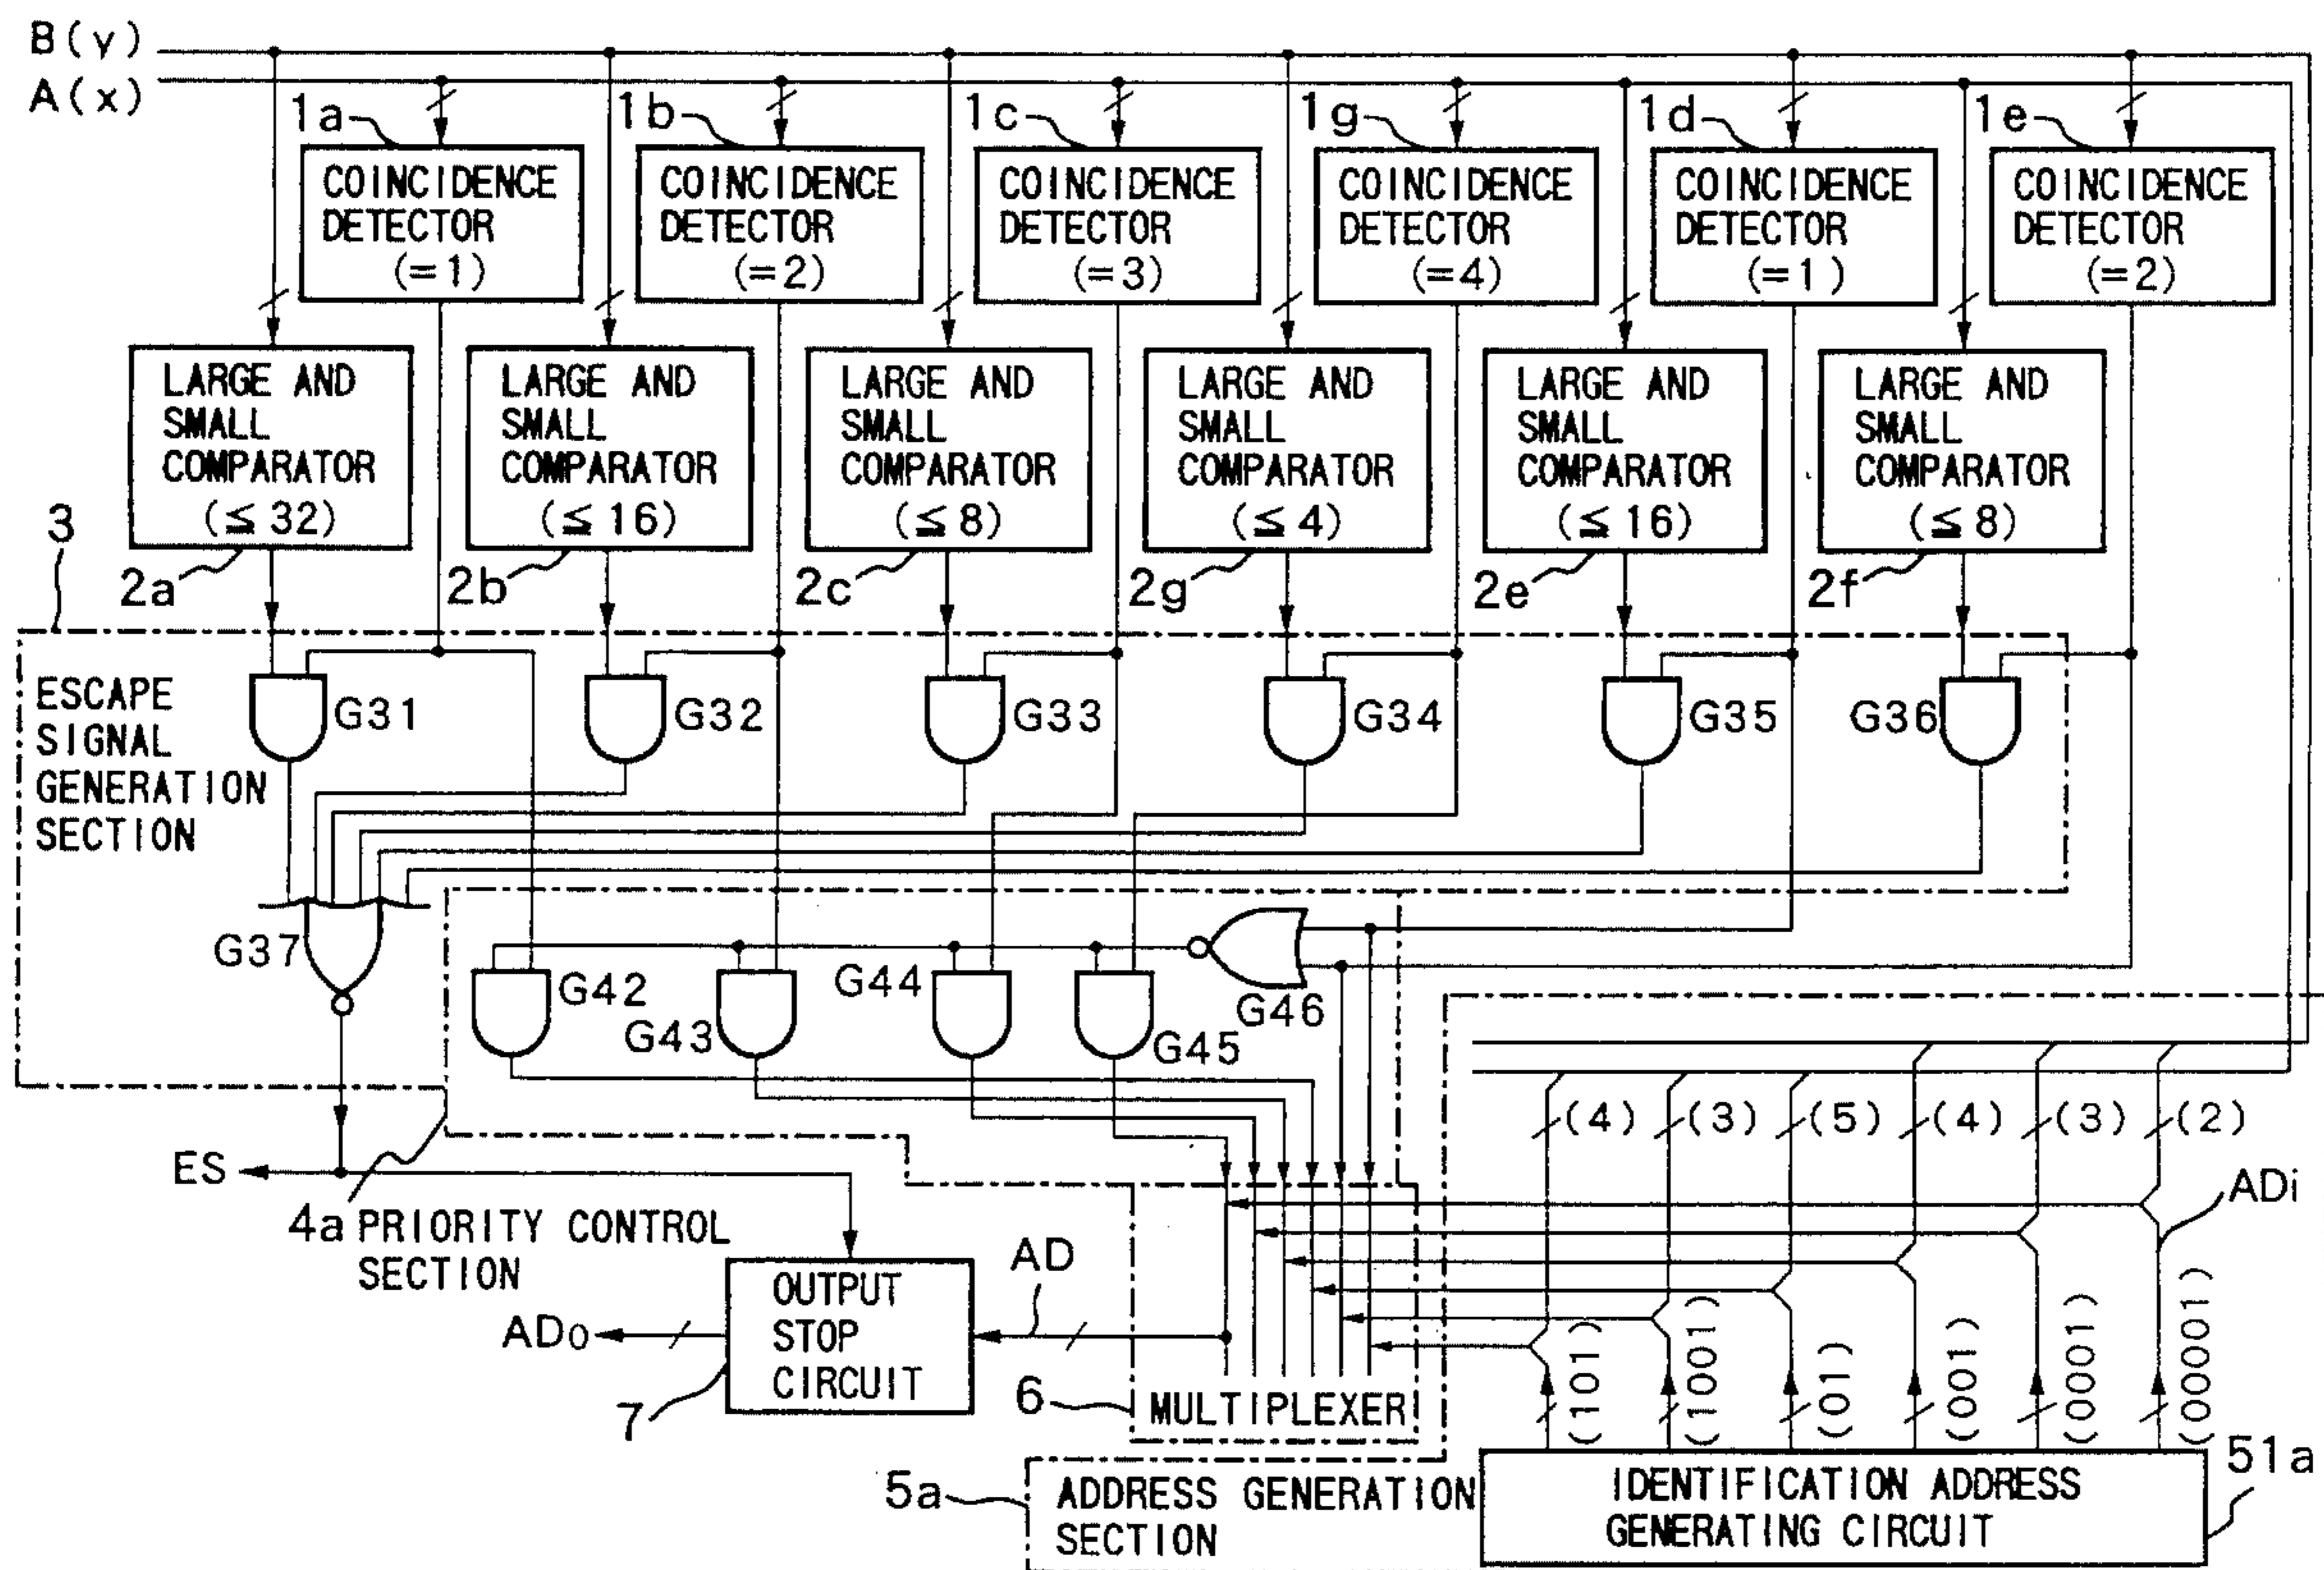 B(y)
A(x)
1a
1b
1c
1g
1d
1e
COINCIDENCE
DETECTOR
(=1)
COINCIDENCE
DETECTOR
(=2)
COINCIDENCE
DETECTOR
(=3)
COINCIDENCE
DETECTOR
(=4)
COINCIDENCE
DETECTOR
(=1)
COINCIDENCE
DETECTOR
(=2)
LARGE AND
SMALL
COMPARATOR
(≦32)
LARGE AND
SMALL
COMPARATOR
(≦16)
LARGE AND
SMALL
COMPARATOR
(≦8)
LARGE AND
SMALL
COMPARATOR
(≦4)
LARGE AND
SMALL
COMPARATOR
(≦16)
LARGE AND
SMALL
COMPARATOR
(≦8)
3
2a
2b
2c
2g
2e
2f
ESCAPE
SIGNAL
GENERATION
SECTION
G31
G32
G33
G34
G35
G36
G37
G42
G43
G44
G45
G46
(4)
(3)
(5)
(4)
(3)
(2)
ES
4a PRIORITY CONTROL
SECTION
ADi
AD
OUTPUT
STOP
CIRCUIT
ADo
7
6
MULTIPLEXER
(101)
(1001)
(01)
(001)
(0001)
(00001)
5a
ADDRESS GENERATION
SECTION
IDENTIFICATION ADDRESS
GENERATING CIRCUIT
51a